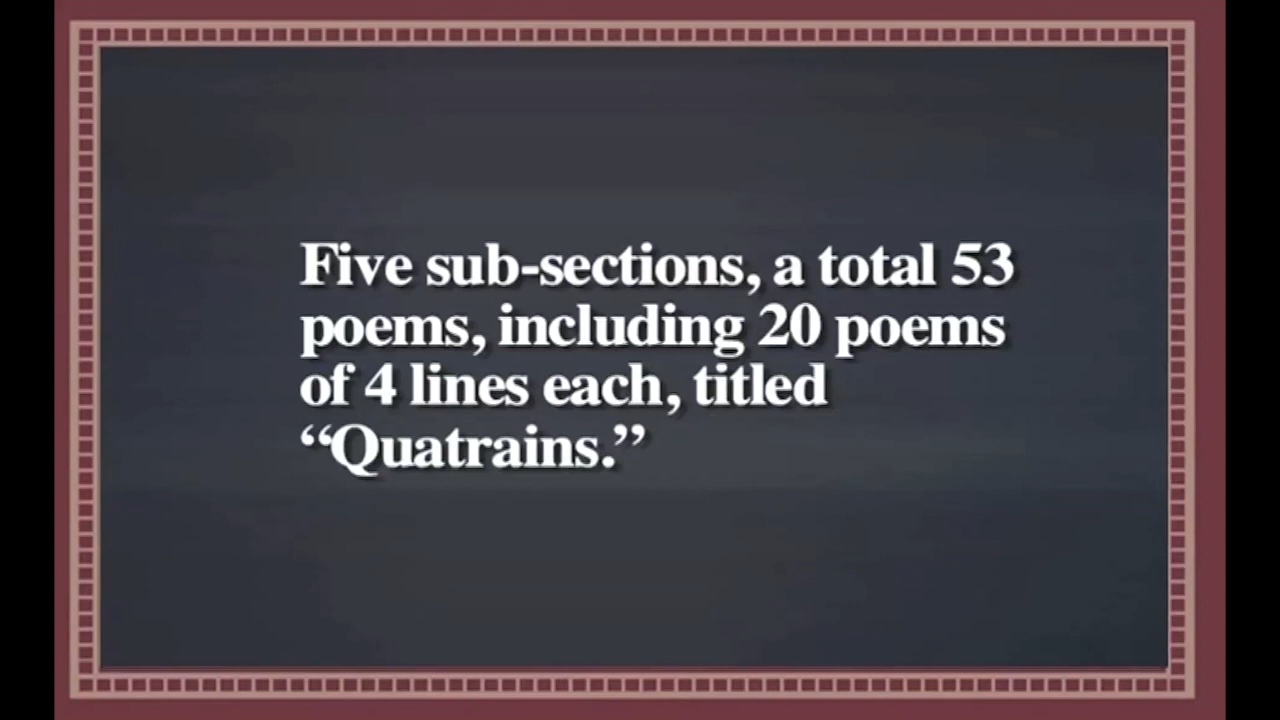 Five sub-sections, a total 53
poems, including 20 poems
of 4 lines each, titled
“Quatrains.”